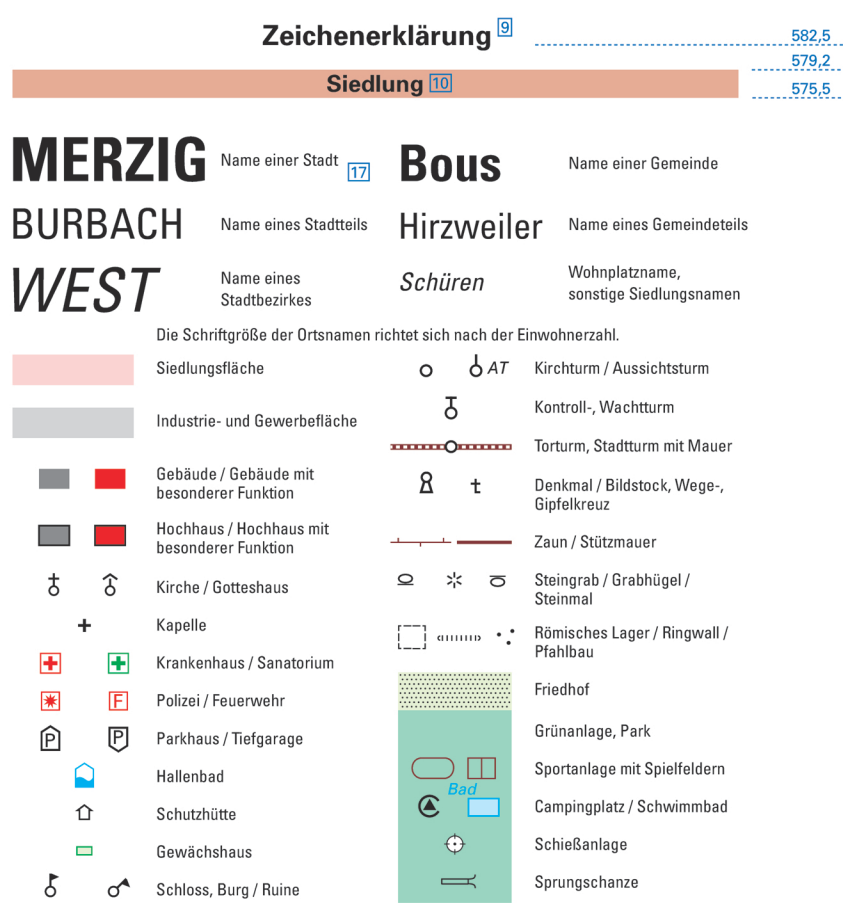 Zeichenerklärung 9
582,5
579,2
Siedlung 10
575,5
MERZIG Name einer Stadt 17
Bous Name einer Gemeinde
BURBACH Name eines Stadtteils
Hirzweiler Name eines Gemeindeteils
WEST Name eines
Stadtbezirkes
Schüren Wohnplatzname,
sonstige Siedlungsnamen
Die Schriftgröße der Ortsnamen richtet sich nach der Einwohnerzahl.
Siedlungsfläche
Industrie- und Gewerbefläche
Gebäude / Gebäude mit
besonderer Funktion
Hochhaus / Hochhaus mit
besonderer Funktion
Kirche / Gotteshaus
Kapelle
Krankenhaus / Sanatorium
F Polizei / Feuerwehr
P P Parkhaus / Tiefgarage
Hallenbad
Schutzhütte
Gewächshaus
Schloss, Burg / Ruine
AT Kirchturm / Aussichtsturm
Kontroll-, Wachtturm
Torturm, Stadtturm mit Mauer
Denkmal / Bildstock, Wege-,
Gipfelkreuz
Zaun / Stützmauer
Steingrab / Grabhügel /
Steinmal
Römisches Lager / Ringwall /
Pfahlbau
Friedhof
Grünanlage, Park
Sportanlage mit Spielfeldern
Bad
Campingplatz / Schwimmbad
Schießanlage
Sprungschanze